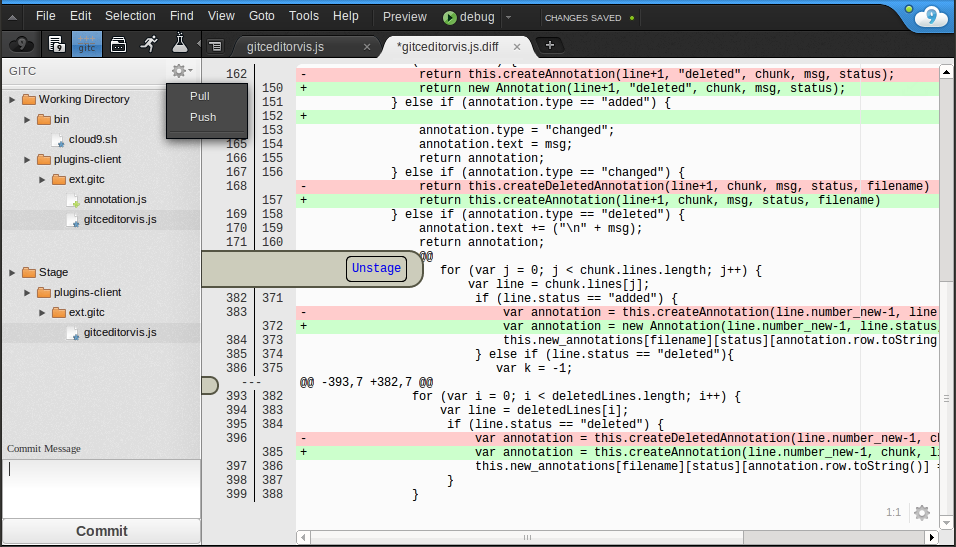 File Edit Selection Find View Goto Tools Help Preview debug CHANGES SAVED
gitc gitceditorvis.js × *gitceditorvis.js.diff × +
GITC
Pull
Push
Working Directory
bin
cloud9.sh
plugins-client
ext.gitc
annotation.js
gitceditorvis.js
Stage
plugins-client
ext.gitc
gitceditorvis.js
Commit Message
Commit
162 - return this.createAnnotation(line+1, "deleted", chunk, msg, status);
150 + return new Annotation(line+1, "deleted", chunk, msg, status);
151 } else if (annotation.type == "added") {
152 +
153 annotation.type = "changed";
165 154 annotation.text = msg;
166 155 return annotation;
167 156 } else if (annotation.type == "changed") {
168 - return this.createDeletedAnnotation(line+1, chunk, msg, status, filename)
157 + return this.createAnnotation(line+1, chunk, msg, status, filename)
169 158 } else if (annotation.type == "deleted") {
170 159 annotation.text += ("\n" + msg);
171 160 return annotation;
@@
Unstage
for (var j = 0; j < chunk.lines.length; j++) {
var line = chunk.lines[j];
382 371 if (line.status == "added") {
383 - var annotation = this.createAnnotation(line.number_new-1, line
372 + var annotation = new Annotation(line.number_new-1, line.status,
384 373 this.new_annotations[filename][status][annotation.row.toString
385 374 } else if (line.status == "deleted"){
386 375 var k = -1;
--- @@ -393,7 +382,7 @@
393 382 for (var i = 0; i < deletedLines.length; i++) {
394 383 var line = deletedLines[i];
395 384 if (line.status == "deleted") {
396 - var annotation = this.createDeletedAnnotation(line.number_new-1, ch
385 + var annotation = this.createAnnotation(line.number_new-1, chunk, li
397 386 this.new_annotations[filename][status][annotation.row.toString()] =
398 387 }
399 388 }
1:1